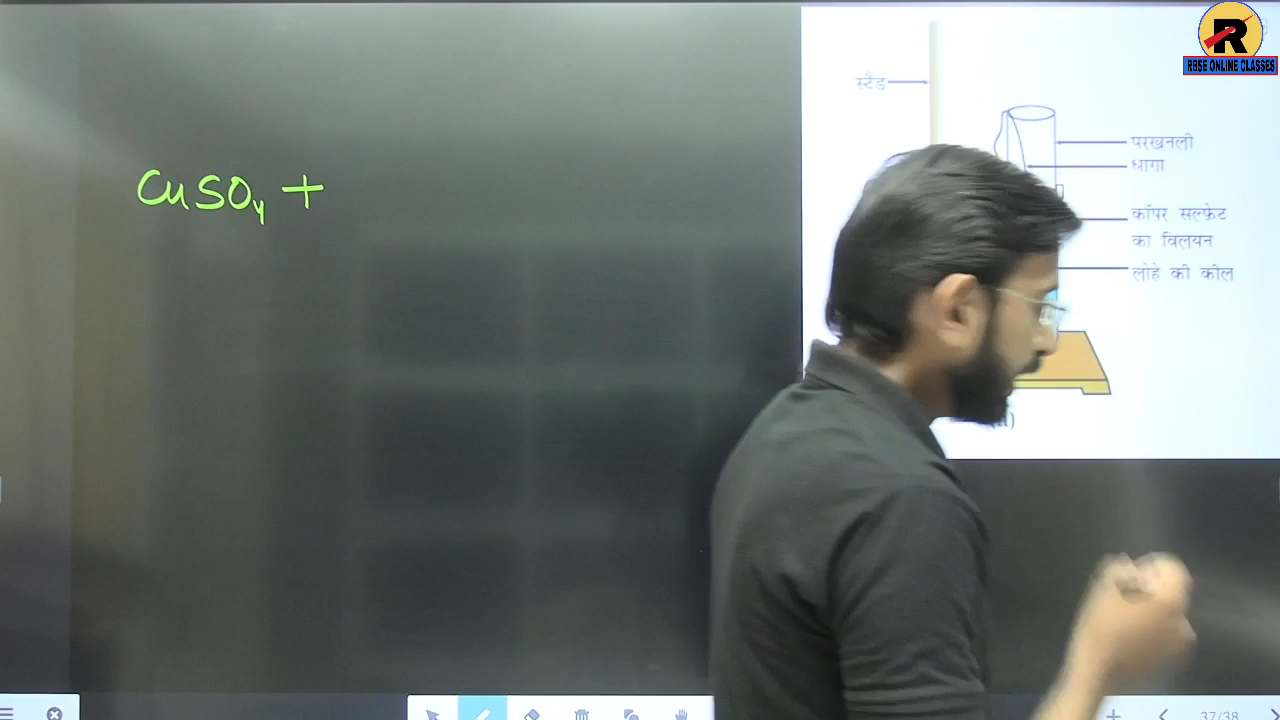 R
RBSE ONLINE CLASSES
स्टैंड
परखनली
धागा
CuSO₄ +
कॉपर सल्फ़ेट
का विलयन
लोहे की कील
37/38